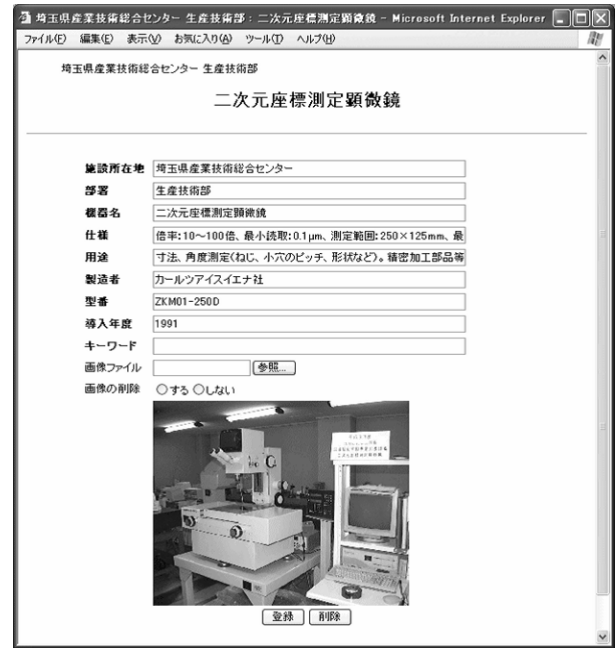 埼玉県産業技術総合センター 生産技術部：二次元座標測定顕微鏡 - Microsoft Internet Explorer
ファイル(F) 編集(E) 表示(V) お気に入り(A) ツール(T) ヘルプ(H)
埼玉県産業技術総合センター 生産技術部
二次元座標測定顕微鏡
施設所在地 埼玉県産業技術総合センター
部署 生産技術部
機器名 二次元座標測定顕微鏡
仕様 倍率:10～100倍、最小読取:0.1μm、測定範囲:250×125mm、最
用途 寸法、角度測定(ねじ、小穴のピッチ、形状など)。精密加工部品等
製造者 カールツアイスイエナ社
型番 ZKM01-250D
導入年度 1991
キーワード
画像ファイル 参照...
画像の削除 ○する ○しない
登録 削除